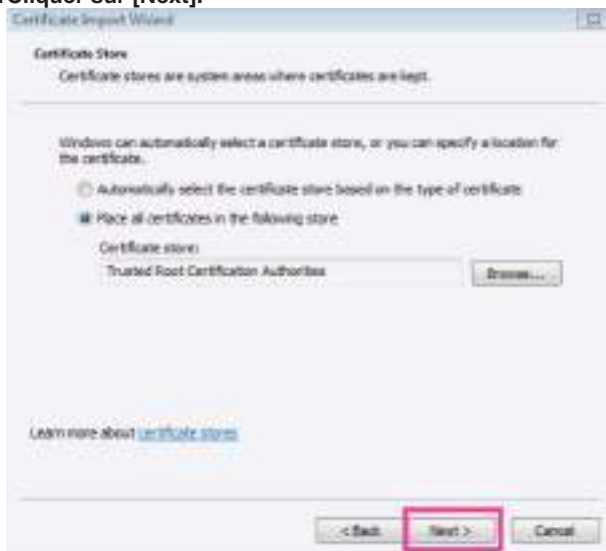 Cliquer sur [Next].
Certificate Import Wizard
Certificate Store
Certificate stores are system areas where certificates are kept.
Windows can automatically select a certificate store, or you can specify a location for
the certificate.
Automatically select the certificate store based on the type of certificate
Place all certificates in the following store
Certificate store:
Trusted Root Certification Authorities
Browse...
Learn more about certificate stores
< Back
Next >
Cancel